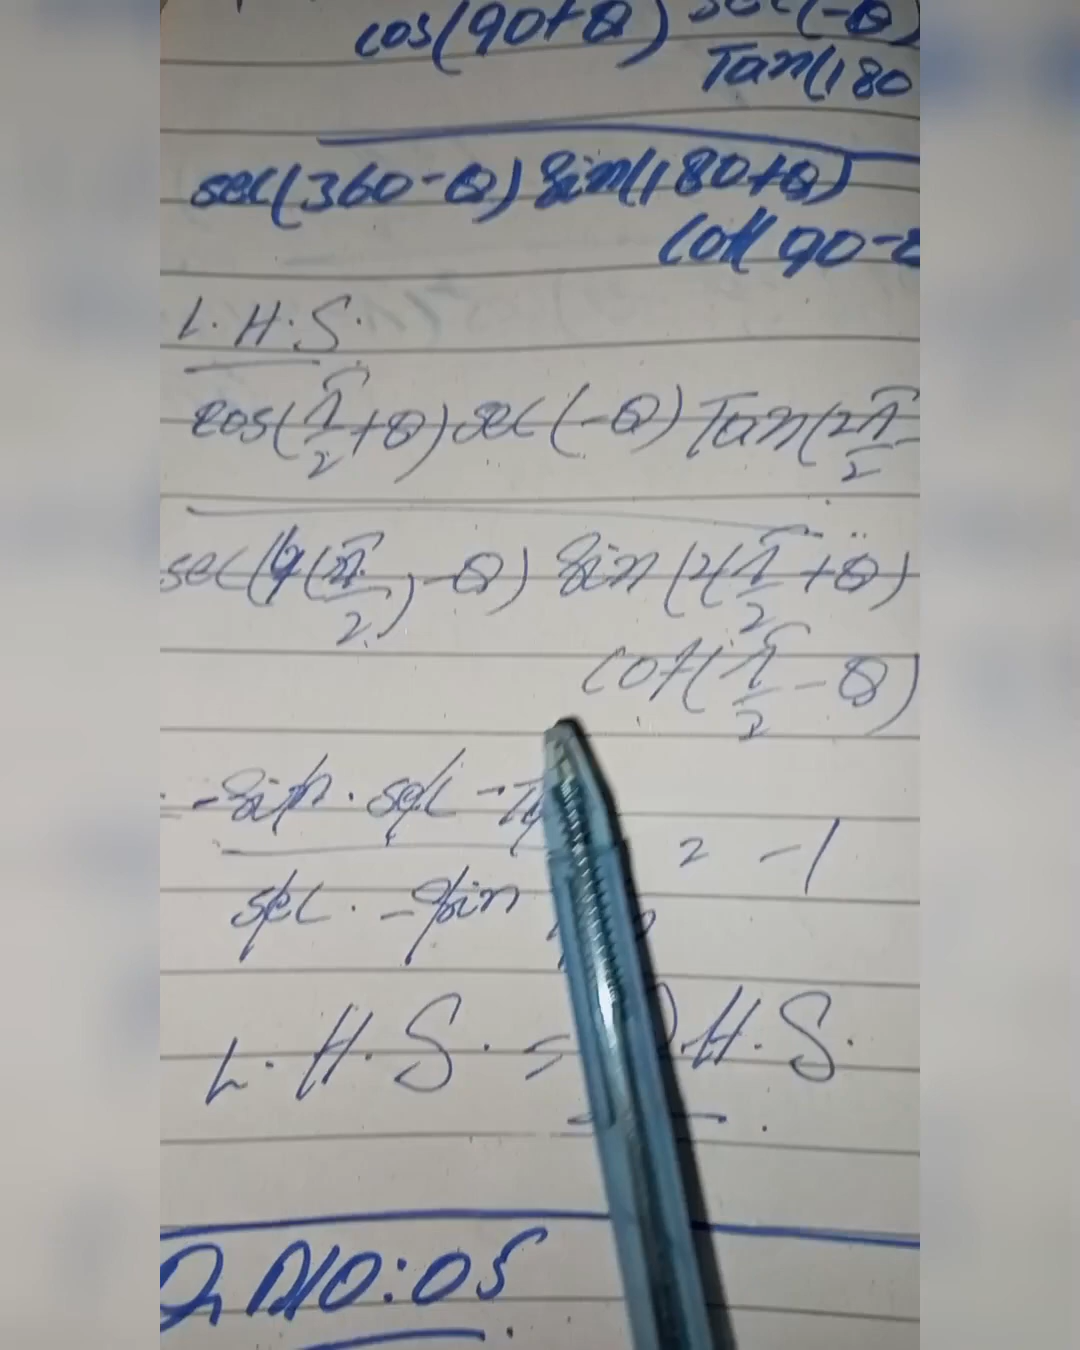 cos(90+θ) sec(-θ)
Tan(180
sec(360-θ) Sin(180+θ)
Cot(90-θ
L.H.S.
cos(π/2+θ) sec(-θ) Tan(2π/2
sec(4(π/2)-θ) Sin(2(π/2+θ)
cot(π/2-θ)
-Sin. sec -
= -1
sec. -Sin
L.H.S. = R.H.S.
Q, NO:05